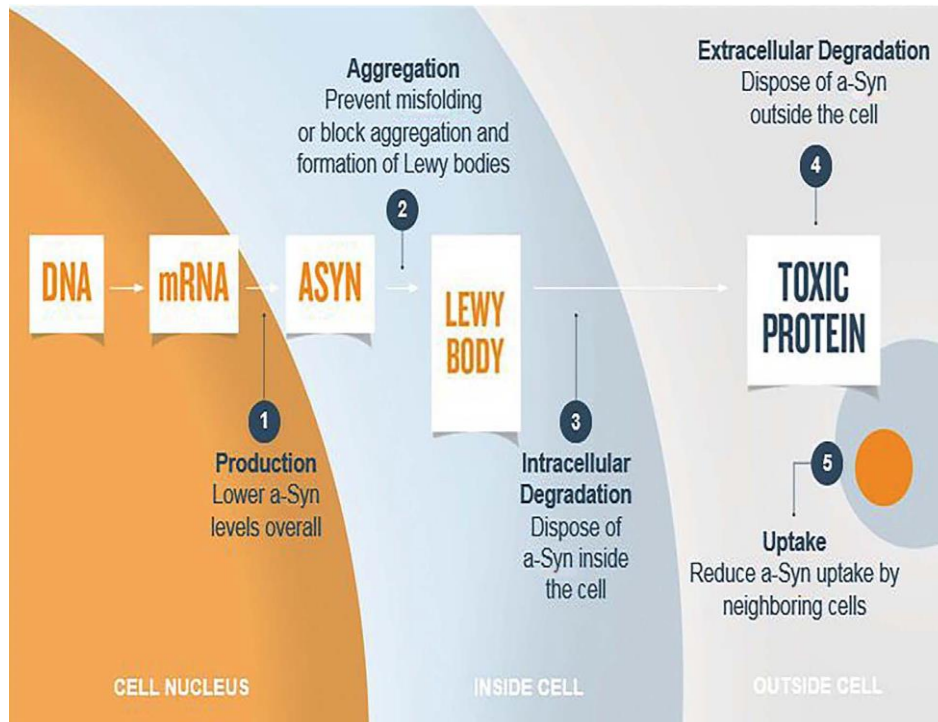 Aggregation
Prevent misfolding
or block aggregation and
formation of Lewy bodies
2
Extracellular Degradation
Dispose of a-Syn
outside the cell
4
DNA
mRNA
ASYN
LEWY
BODY
TOXIC
PROTEIN
1
Production
Lower a-Syn
levels overall
3
Intracellular
Degradation
Dispose of
a-Syn inside
the cell
5
Uptake
Reduce a-Syn uptake by
neighboring cells
CELL NUCLEUS
INSIDE CELL
OUTSIDE CELL